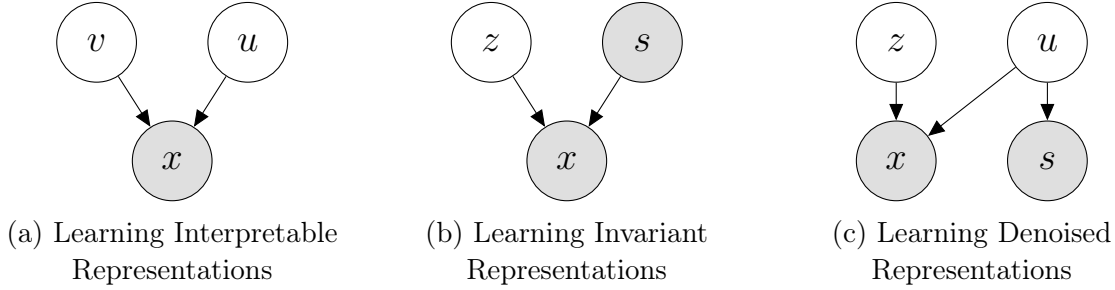 v u
x
(a) Learning Interpretable
Representations
z s
x
(b) Learning Invariant
Representations
z u
x s
(c) Learning Denoised
Representations